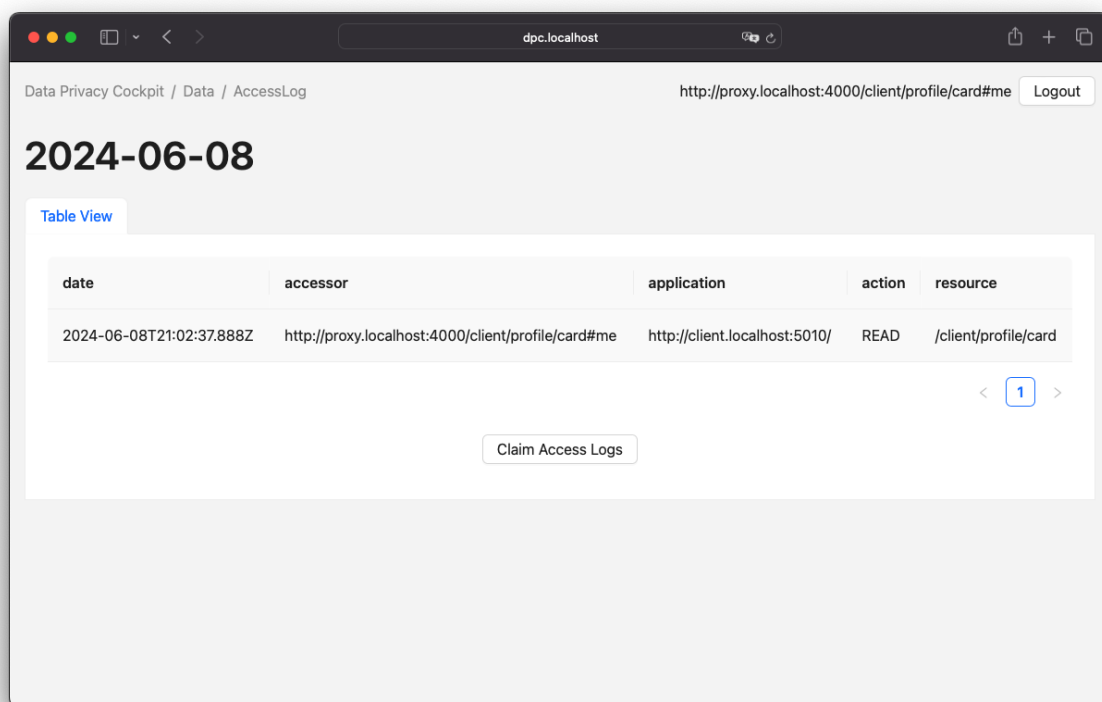 dpc.localhost
Data Privacy Cockpit / Data / AccessLog
http://proxy.localhost:4000/client/profile/card#me Logout
2024-06-08
Table View
date accessor application action resource
2024-06-08T21:02:37.888Z http://proxy.localhost:4000/client/profile/card#me http://client.localhost:5010/ READ /client/profile/card
< 1 >
Claim Access Logs